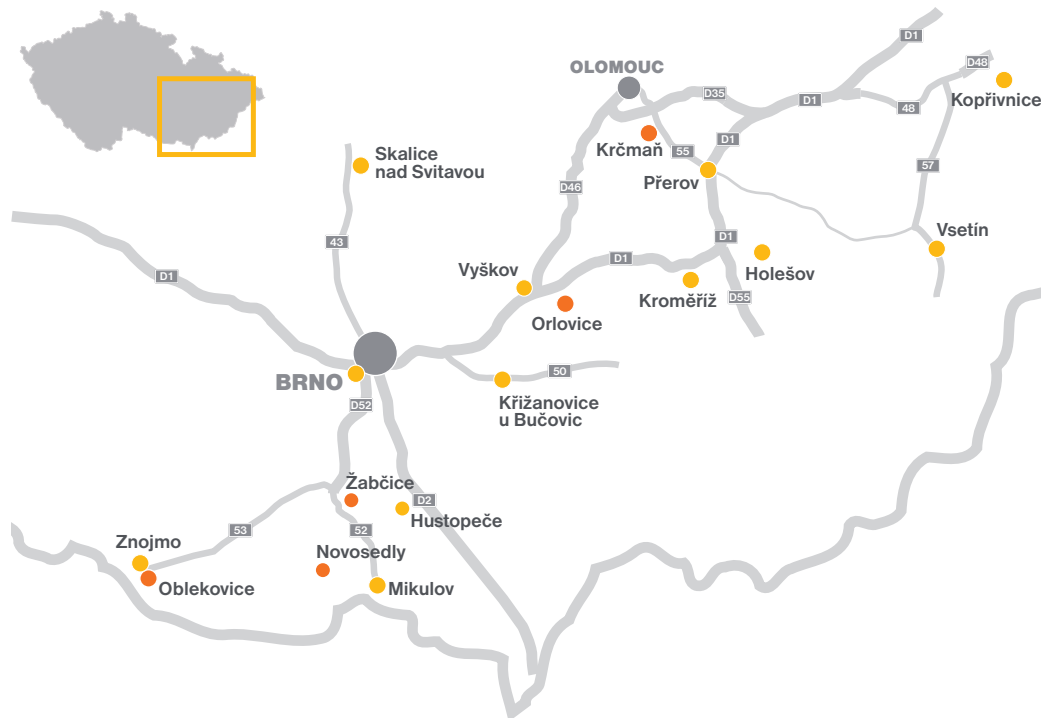 D1
D48
OLOMOUC
Kopřivnice
D35
D1
48
Krčmaň
D1
Skalice
nad Svitavou
55
57
Přerov
D46
Vsetín
43
D1
Holešov
D1
Vyškov
D1
Kroměříž
D55
Orlovice
BRNO
50
D52
Křižanovice
u Bučovic
Žabčice
D2
Hustopeče
53
52
Znojmo
Novosedly
Oblekovice
Mikulov